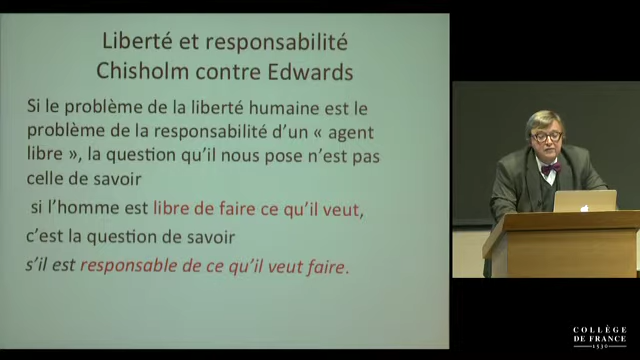 Liberté et responsabilité
Chisholm contre Edwards
Si le problème de la liberté humaine est le
problème de la responsabilité d'un « agent
libre », la question qu'il nous pose n'est pas
celle de savoir
si l'homme est libre de faire ce qu'il veut,
c'est la question de savoir
s'il est responsable de ce qu'il veut faire.
COLLÈGE
DE FRANCE
1530